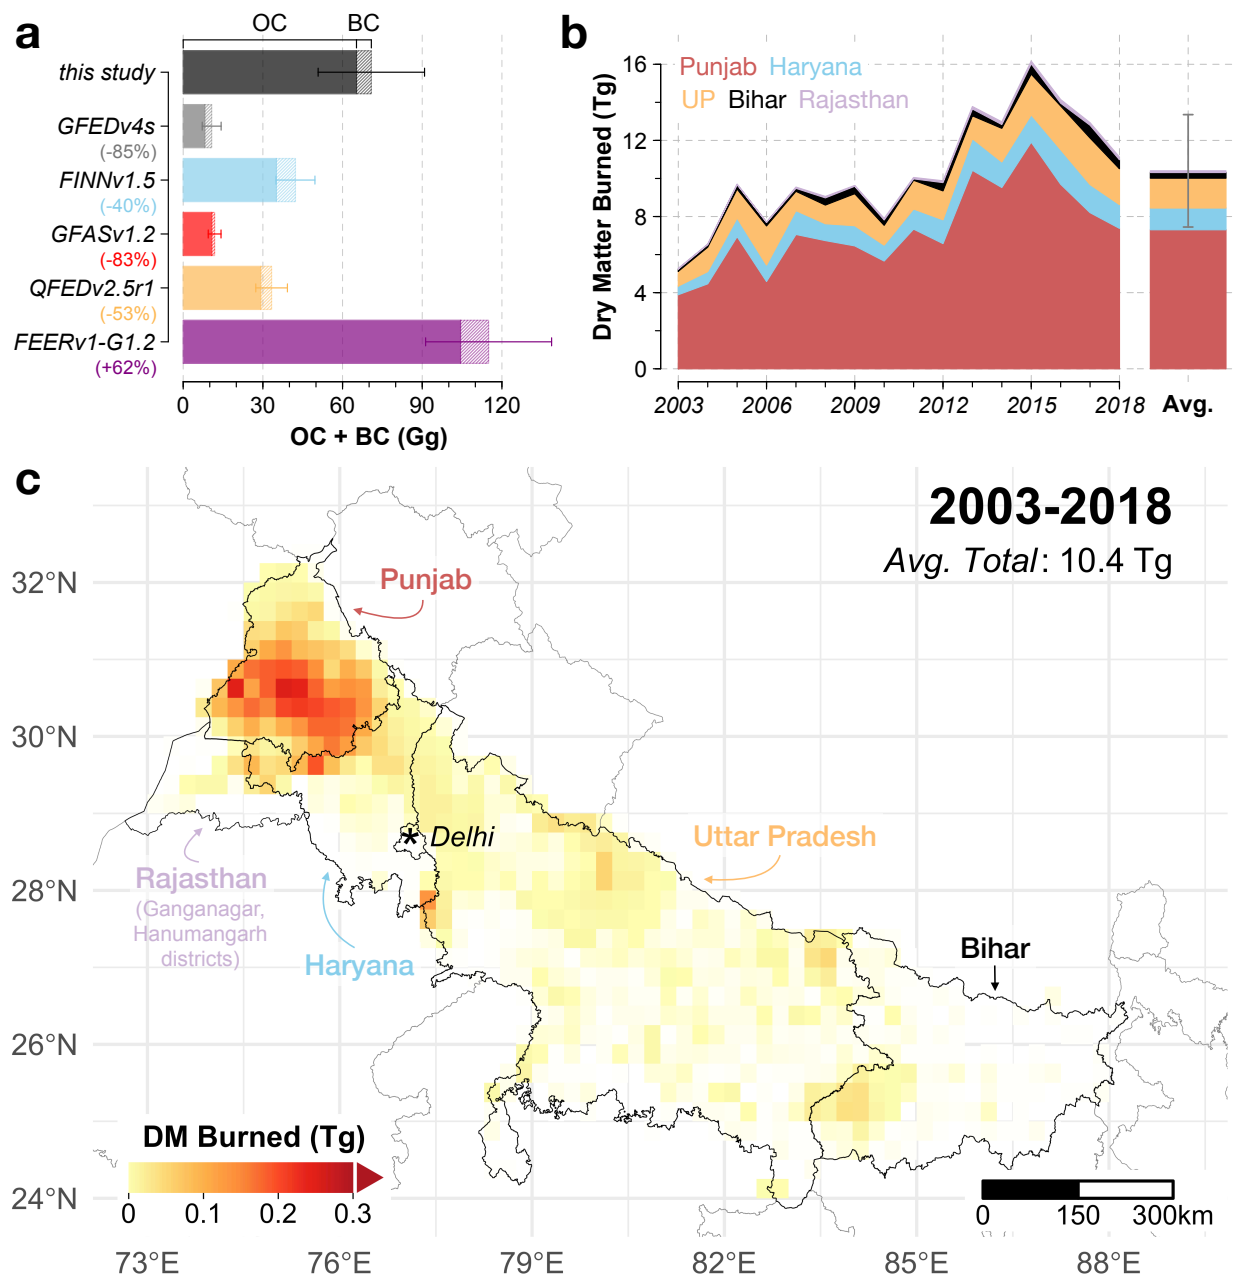 a
OC BC
this study
GFEDv4s
(-85%)
FINNv1.5
(-40%)
GFASv1.2
(-83%)
QFEDv2.5r1
(-53%)
FEERv1-G1.2
(+62%)
0 30 60 90 120
OC + BC (Gg)
b
Dry Matter Burned (Tg)
16
12
8
4
0
Punjab Haryana
UP Bihar Rajasthan
2003 2006 2009 2012 2015 2018 Avg.
c
2003-2018
Avg. Total: 10.4 Tg
32°N
30°N
28°N
26°N
24°N
Punjab
* Delhi
Uttar Pradesh
Rajasthan
(Ganganagar,
Hanumangarh
districts)
Haryana
Bihar
DM Burned (Tg)
0 0.1 0.2 0.3
0 150 300km
73°E 76°E 79°E 82°E 85°E 88°E